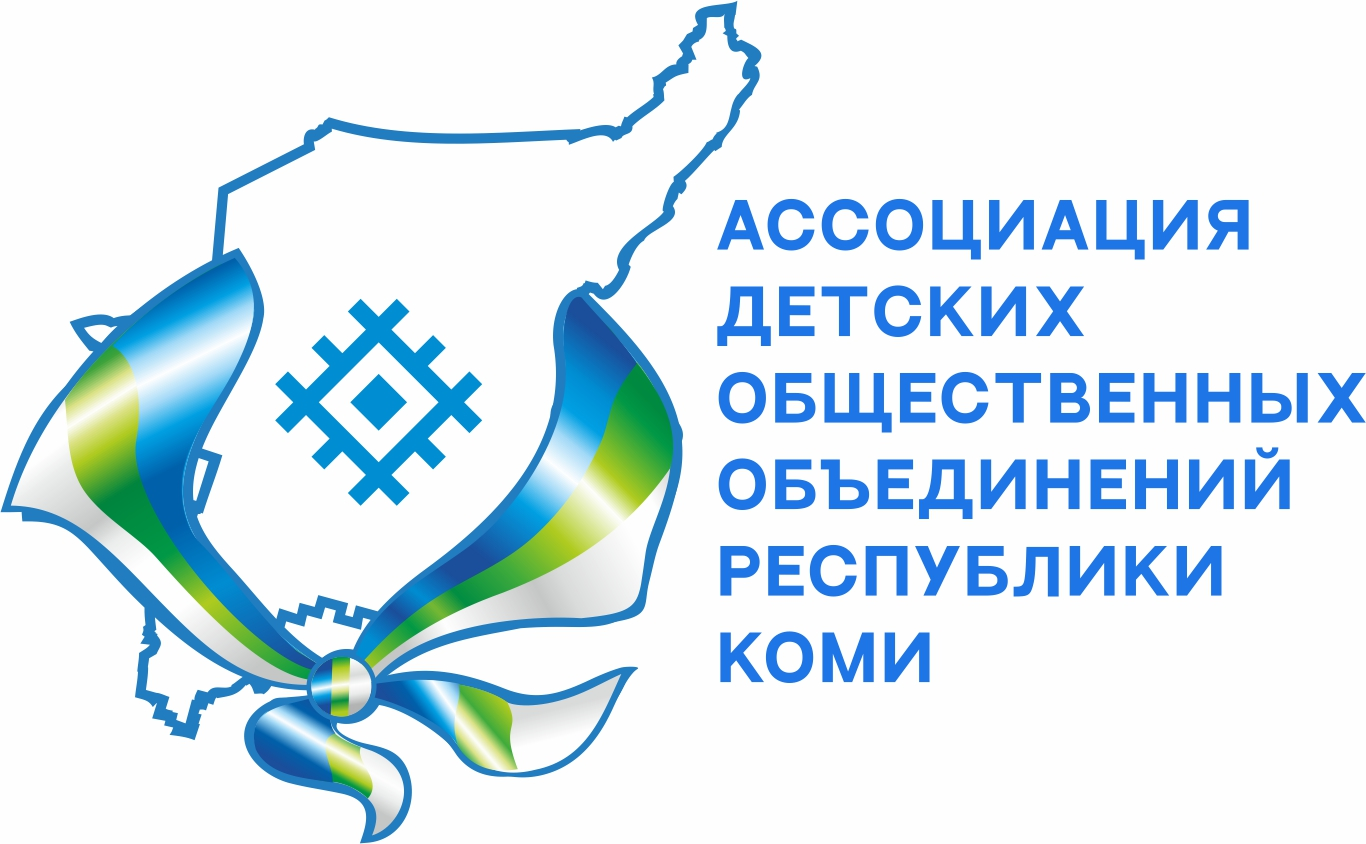 АССОЦИАЦИЯ
ДЕТСКИХ
ОБЩЕСТВЕННЫХ
ОБЪЕДИНЕНИЙ
РЕСПУБЛИКИ
КОМИ